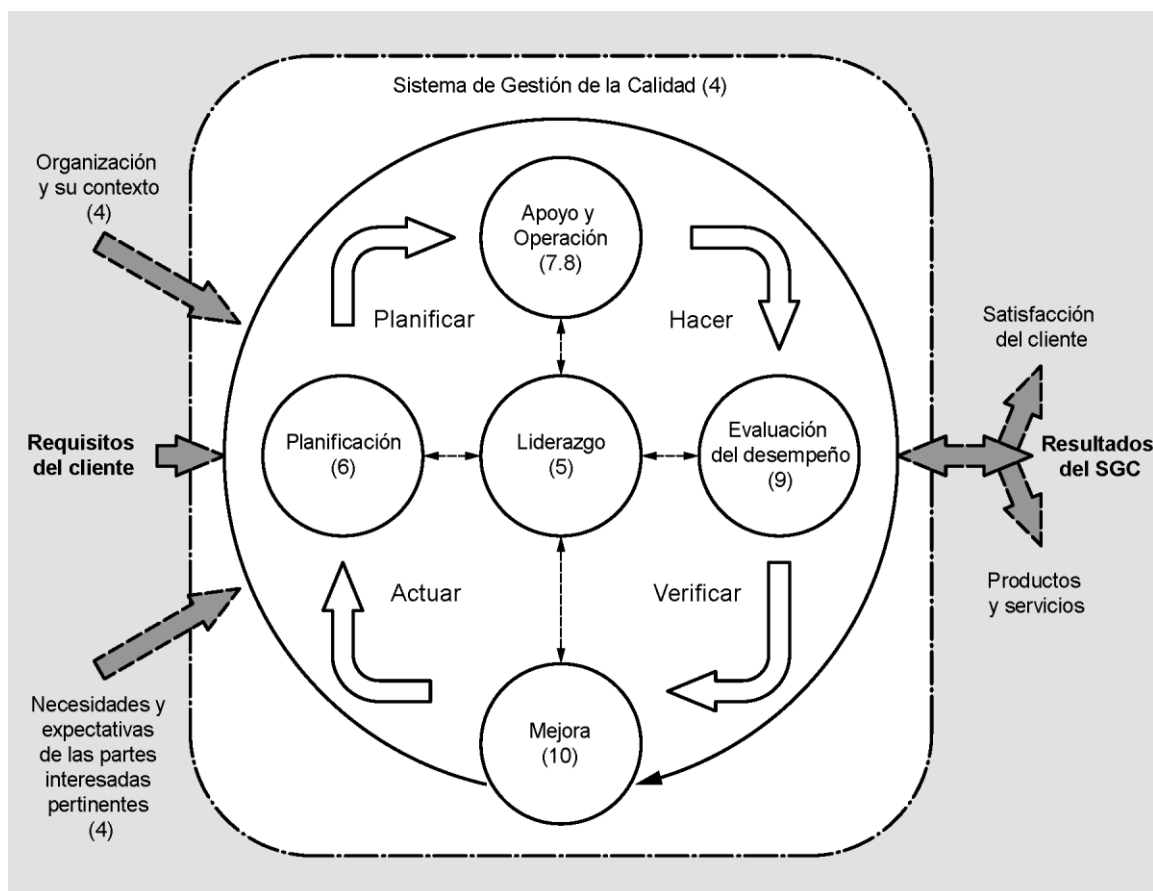 Sistema de Gestión de la Calidad (4)
Organización
y su contexto
(4)
Apoyo y
Operación
(7.8)
Planificar
Hacer
Satisfacción
del cliente
Requisitos
del cliente
Planificación
(6)
Liderazgo
(5)
Evaluación
del desempeño
(9)
Resultados
del SGC
Actuar
Verificar
Productos
y servicios
Necesidades y
expectativas
de las partes
interesadas
pertinentes
(4)
Mejora
(10)